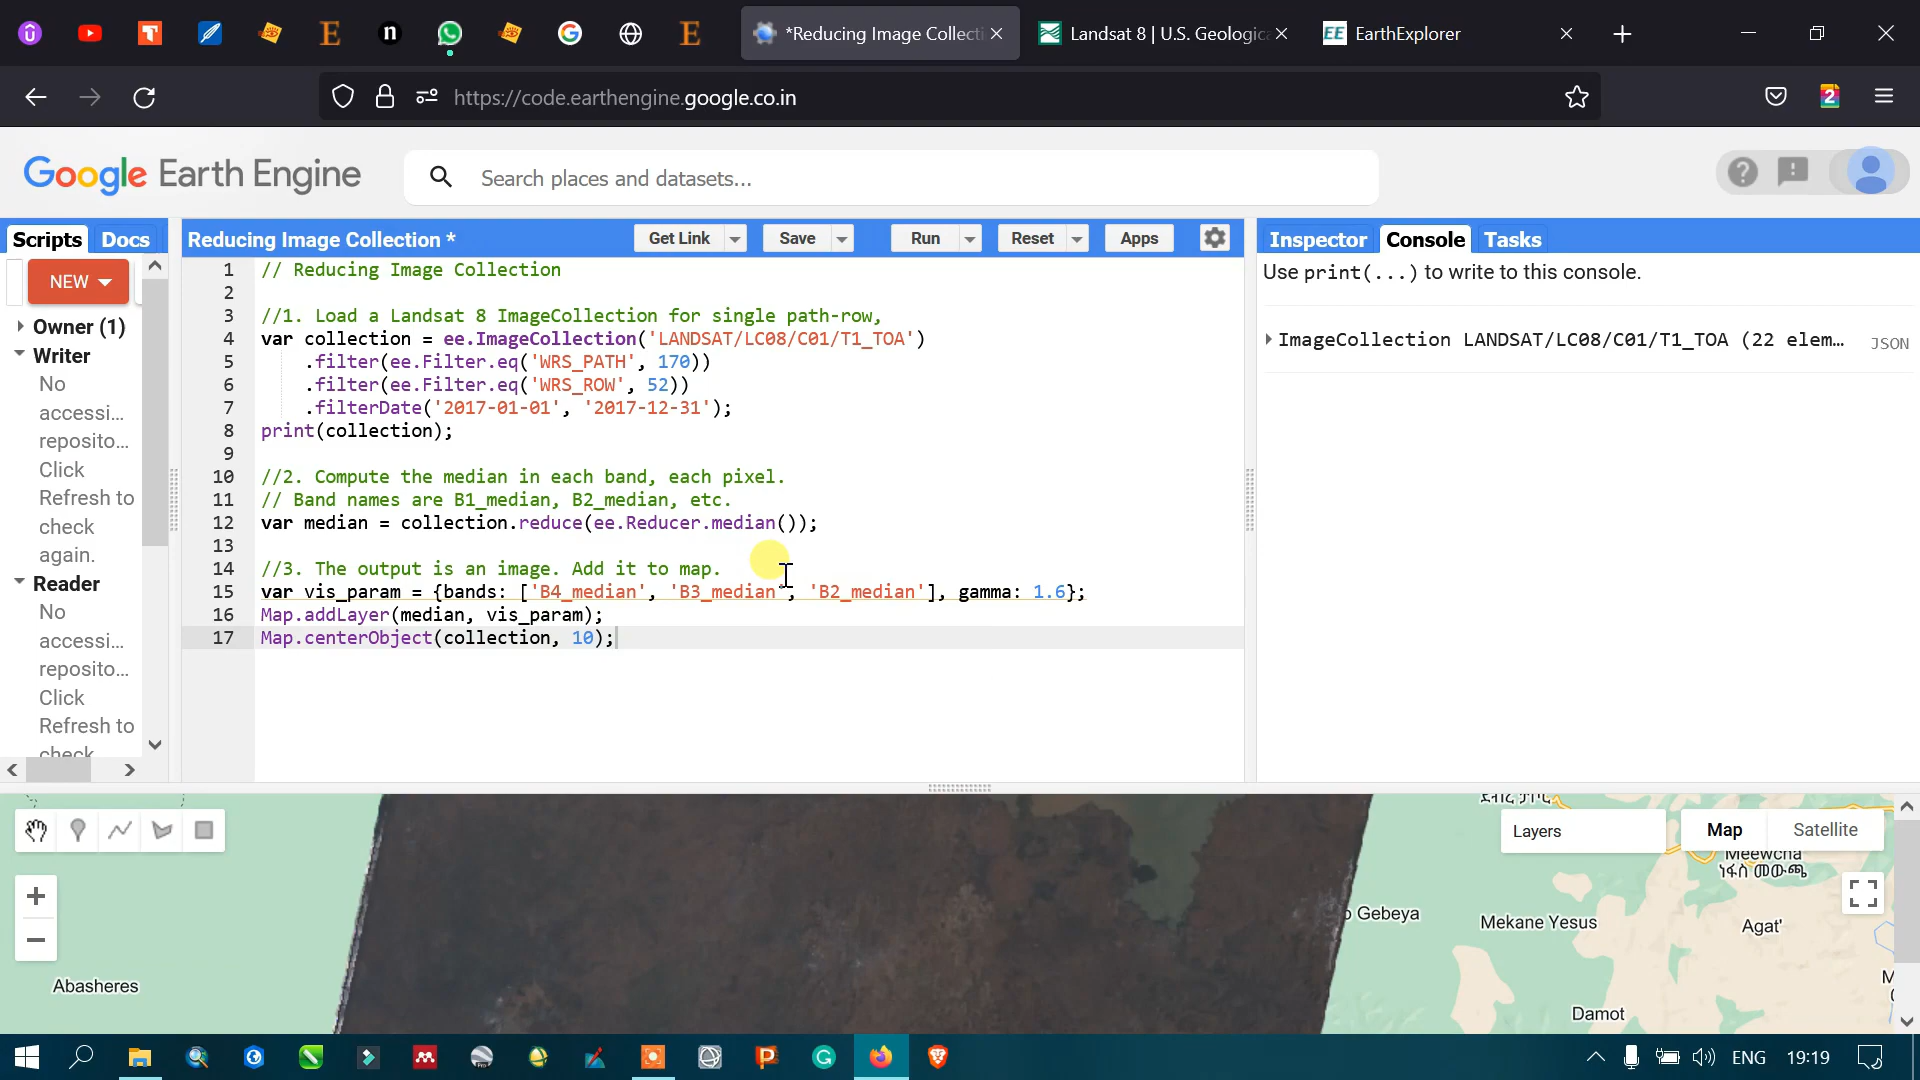 *Reducing Image Collecti
Landsat 8 | U.S. Geologica
EE EarthExplorer
https://code.earthengine.google.co.in
2
Google Earth Engine
Search places and datasets...
Scripts Docs
Reducing Image Collection *
Get Link
Save
Run
Reset
Apps
Inspector Console Tasks
NEW
Owner (1)
Writer
No
accessi...
reposito...
Click
Refresh to
check
again.
Reader
No
accessi...
reposito...
Click
Refresh to
check
1 // Reducing Image Collection
2
3 //1. Load a Landsat 8 ImageCollection for single path-row,
4 var collection = ee.ImageCollection('LANDSAT/LC08/C01/T1_TOA')
5 .filter(ee.Filter.eq('WRS_PATH', 170))
6 .filter(ee.Filter.eq('WRS_ROW', 52))
7 .filterDate('2017-01-01', '2017-12-31');
8 print(collection);
9
10 //2. Compute the median in each band, each pixel.
11 // Band names are B1_median, B2_median, etc.
12 var median = collection.reduce(ee.Reducer.median());
13
14 //3. The output is an image. Add it to map.
15 var vis_param = {bands: ['B4_median', 'B3_median', 'B2_median'], gamma: 1.6};
16 Map.addLayer(median, vis_param);
17 Map.centerObject(collection, 10);
Use print(...) to write to this console.
ImageCollection LANDSAT/LC08/C01/T1_TOA (22 elem...
JSON
Layers
Map
Satellite
Meewcha
ነፋስ መውጫ
Gebeya
Mekane Yesus
Agat'
Abasheres
Damot
ENG
19:19